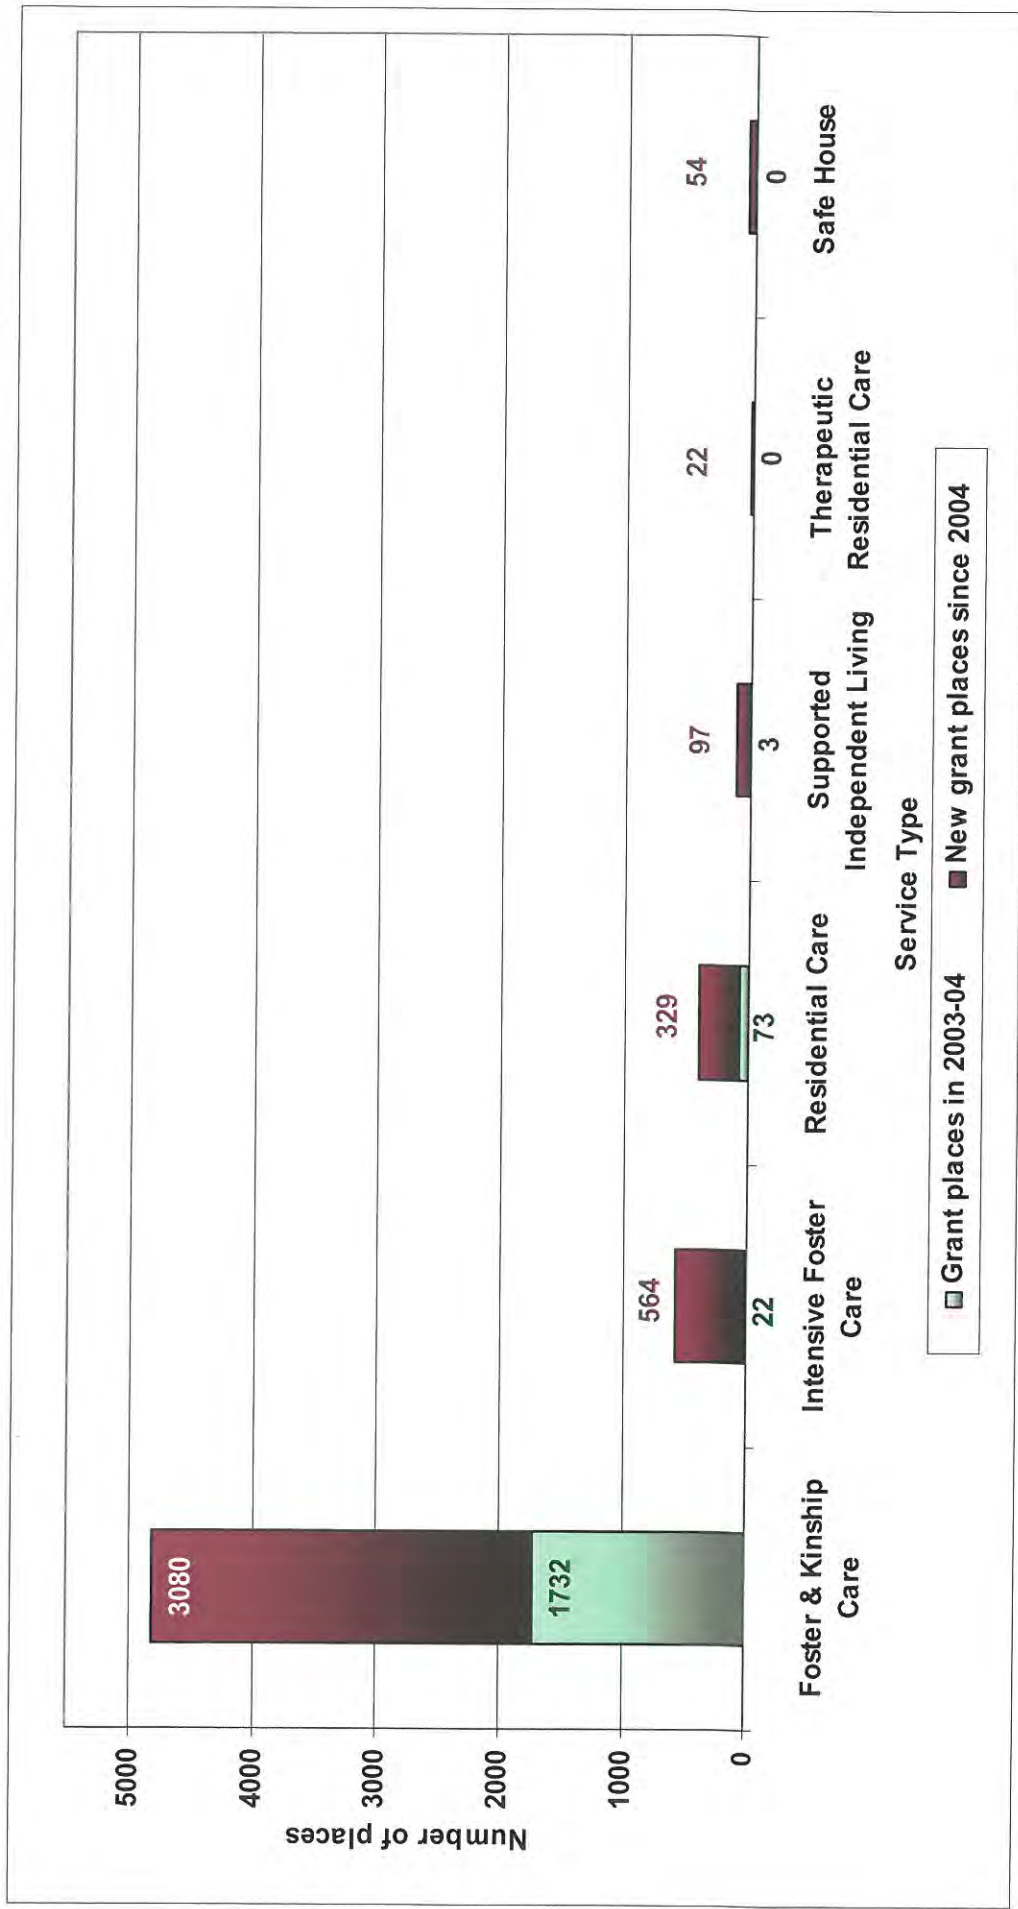 Number of places
5000
4000
3000
2000
1000
0
3080
1732
564
22
329
73
97
3
22
0
54
0
Foster & Kinship
Care
Intensive Foster
Care
Residential Care
Supported
Independent Living
Therapeutic
Residential Care
Safe House
Service Type
Grant places in 2003-04
New grant places since 2004